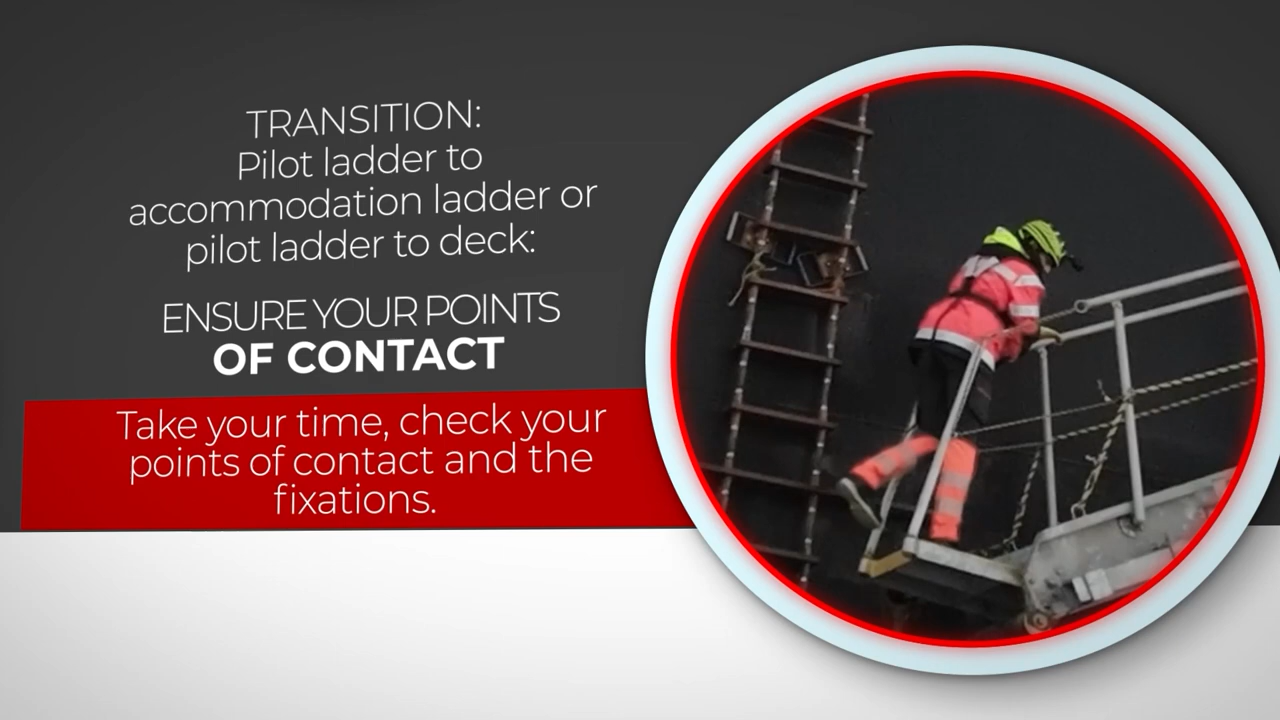 TRANSITION:
Pilot ladder to
accommodation ladder or
pilot ladder to deck:
ENSURE YOUR POINTS
OF CONTACT
Take your time, check your
points of contact and the
fixations.